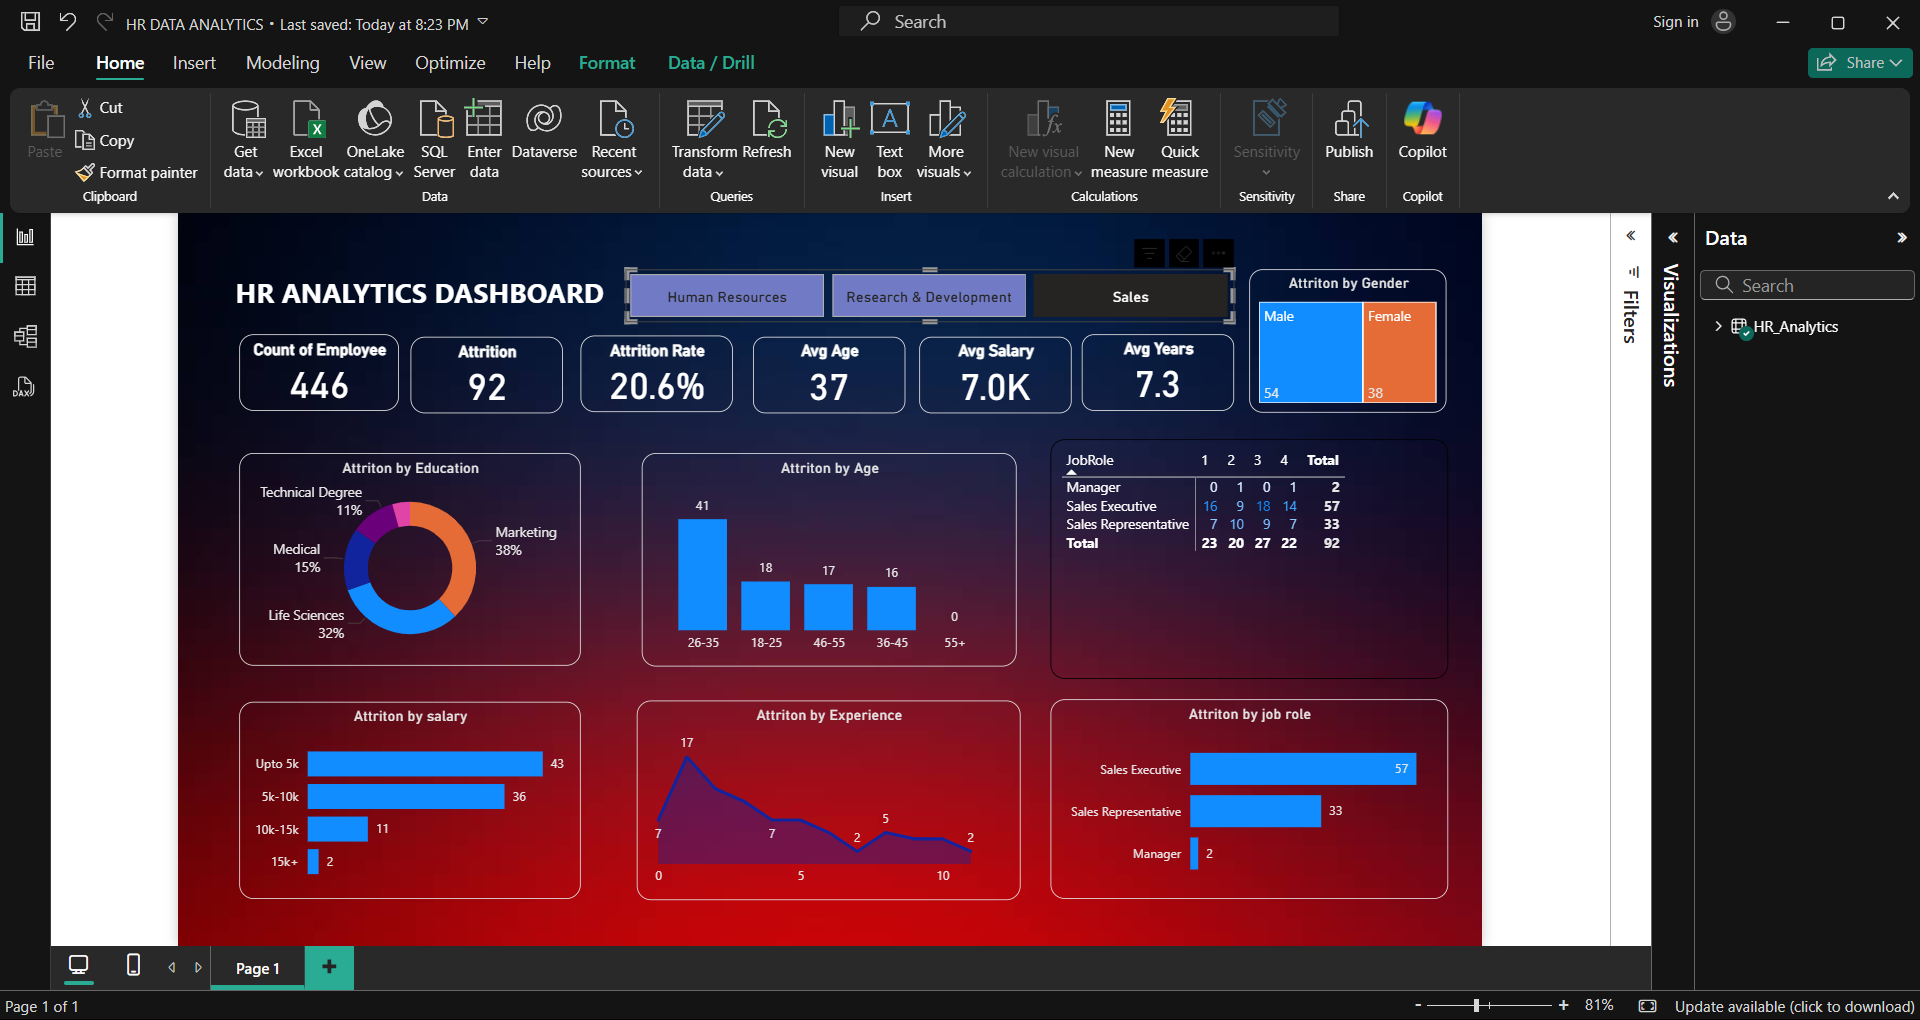 HR DATA ANALYTICS • Last saved: Today at 8:23 PM
Search
Sign in
File Home Insert Modeling View Optimize Help Format Data / Drill
Share
Paste
Cut
Copy
Format painter
Clipboard
Get data
Excel workbook
OneLake catalog
SQL Server
Enter data
Dataverse
Recent sources
Data
Transform data
Refresh
Queries
New visual
Text box
More visuals
Insert
New visual calculation
New measure
Quick measure
Calculations
Sensitivity
Sensitivity
Publish
Share
Copilot
Copilot
DAX
HR ANALYTICS DASHBOARD
Human Resources
Research & Development
Sales
Count of Employee
446
Attrition
92
Attrition Rate
20.6%
Avg Age
37
Avg Salary
7.0K
Avg Years
7.3
Attriton by Gender
Male
Female
54
38
Attriton by Education
Technical Degree
11%
Marketing
38%
Medical
15%
Life Sciences
32%
Attriton by Age
41
18
17
16
0
26-35 18-25 46-55 36-45 55+
JobRole 1 2 3 4 Total
Manager 0 1 0 1 2
Sales Executive 16 9 18 14 57
Sales Representative 7 10 9 7 33
Total 23 20 27 22 92
Attriton by salary
Upto 5k 43
5k-10k 36
10k-15k 11
15k+ 2
Attriton by Experience
17
7
7
2
5
2
0 5 10
Attriton by job role
Sales Executive 57
Sales Representative 33
Manager 2
Filters
Visualizations
Data
Search
HR_Analytics
Page 1
+
Page 1 of 1
- + 81%
Update available (click to download)